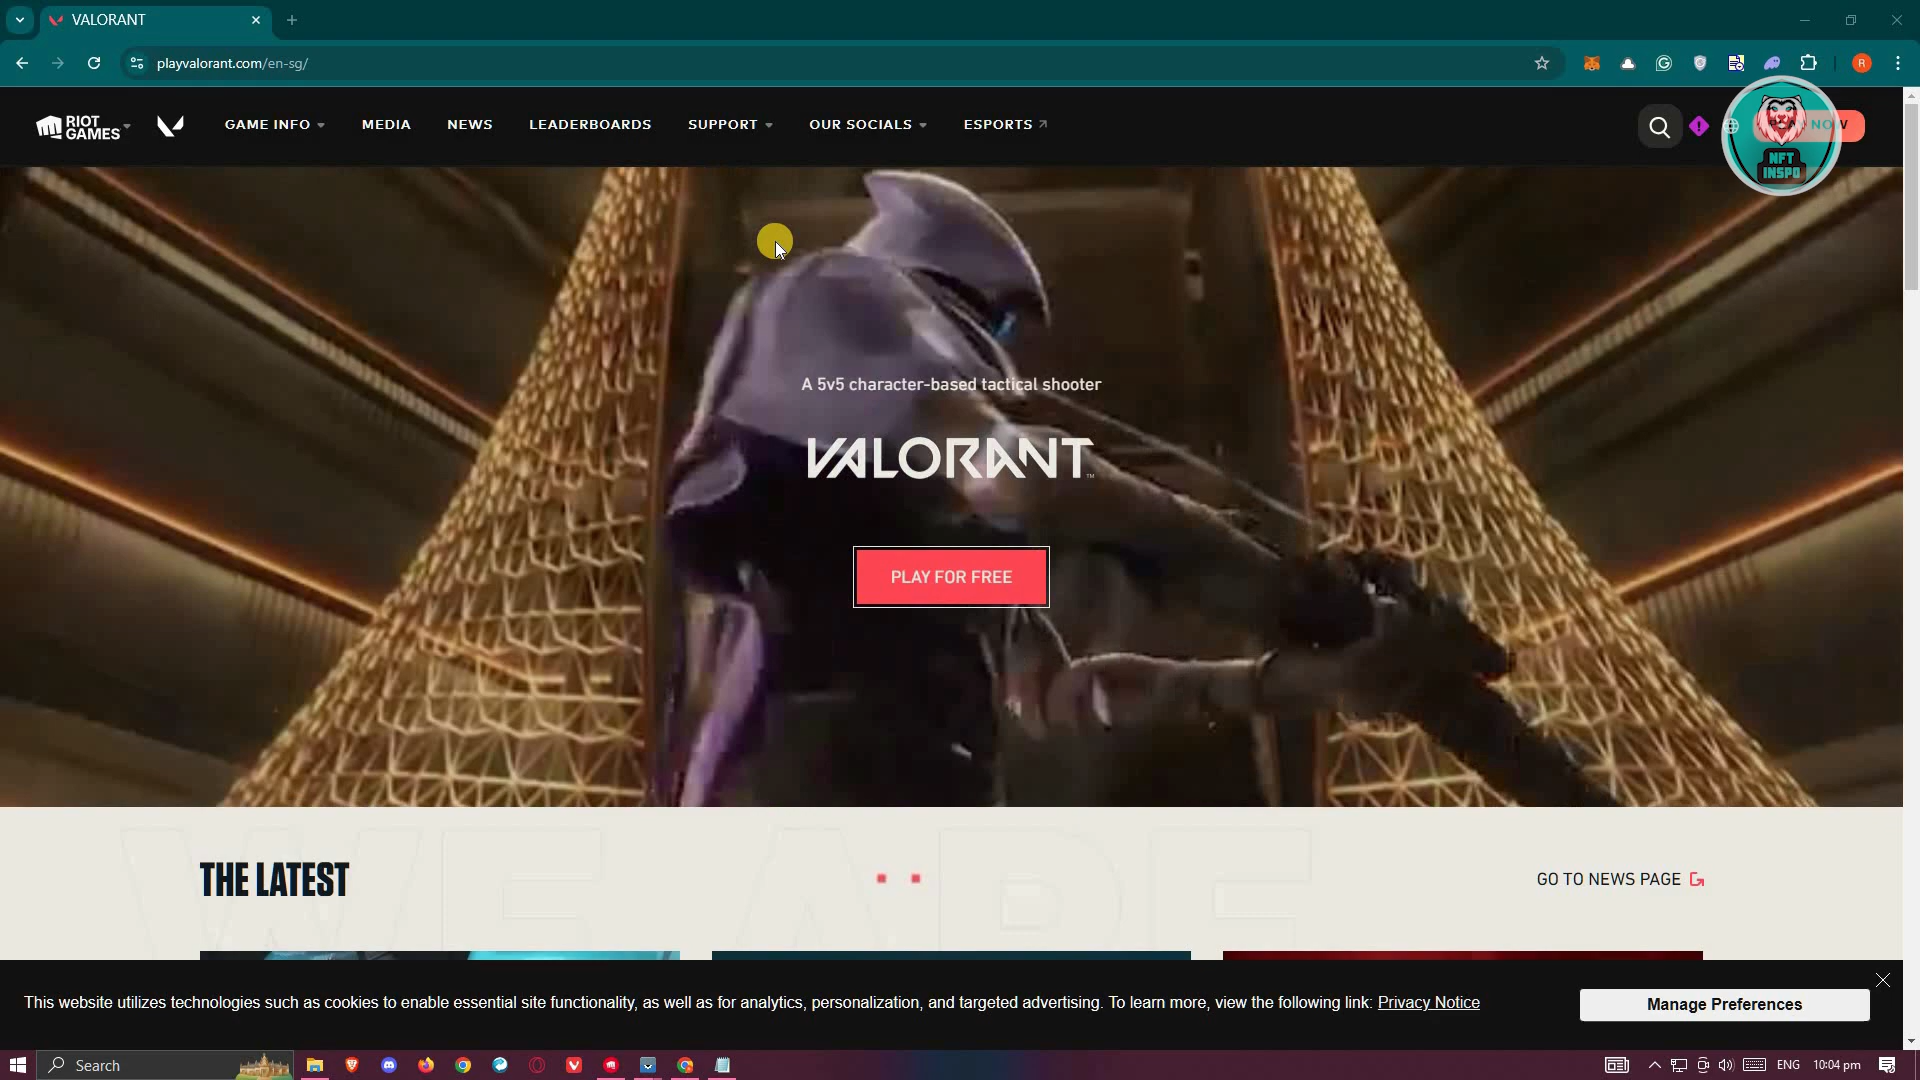 VALORANT
playvalorant.com/en-sg/
R
RIOT
GAMES
GAME INFO
MEDIA
NEWS
LEADERBOARDS
SUPPORT
OUR SOCIALS
ESPORTS
NOW
NFT
INSPO
A 5v5 character-based tactical shooter
VALORANT
PLAY FOR FREE
WE ARE
THE LATEST
GO TO NEWS PAGE
This website utilizes technologies such as cookies to enable essential site functionality, as well as for analytics, personalization, and targeted advertising. To learn more, view the following link: Privacy Notice
Manage Preferences
Search
ENG
10:04 pm